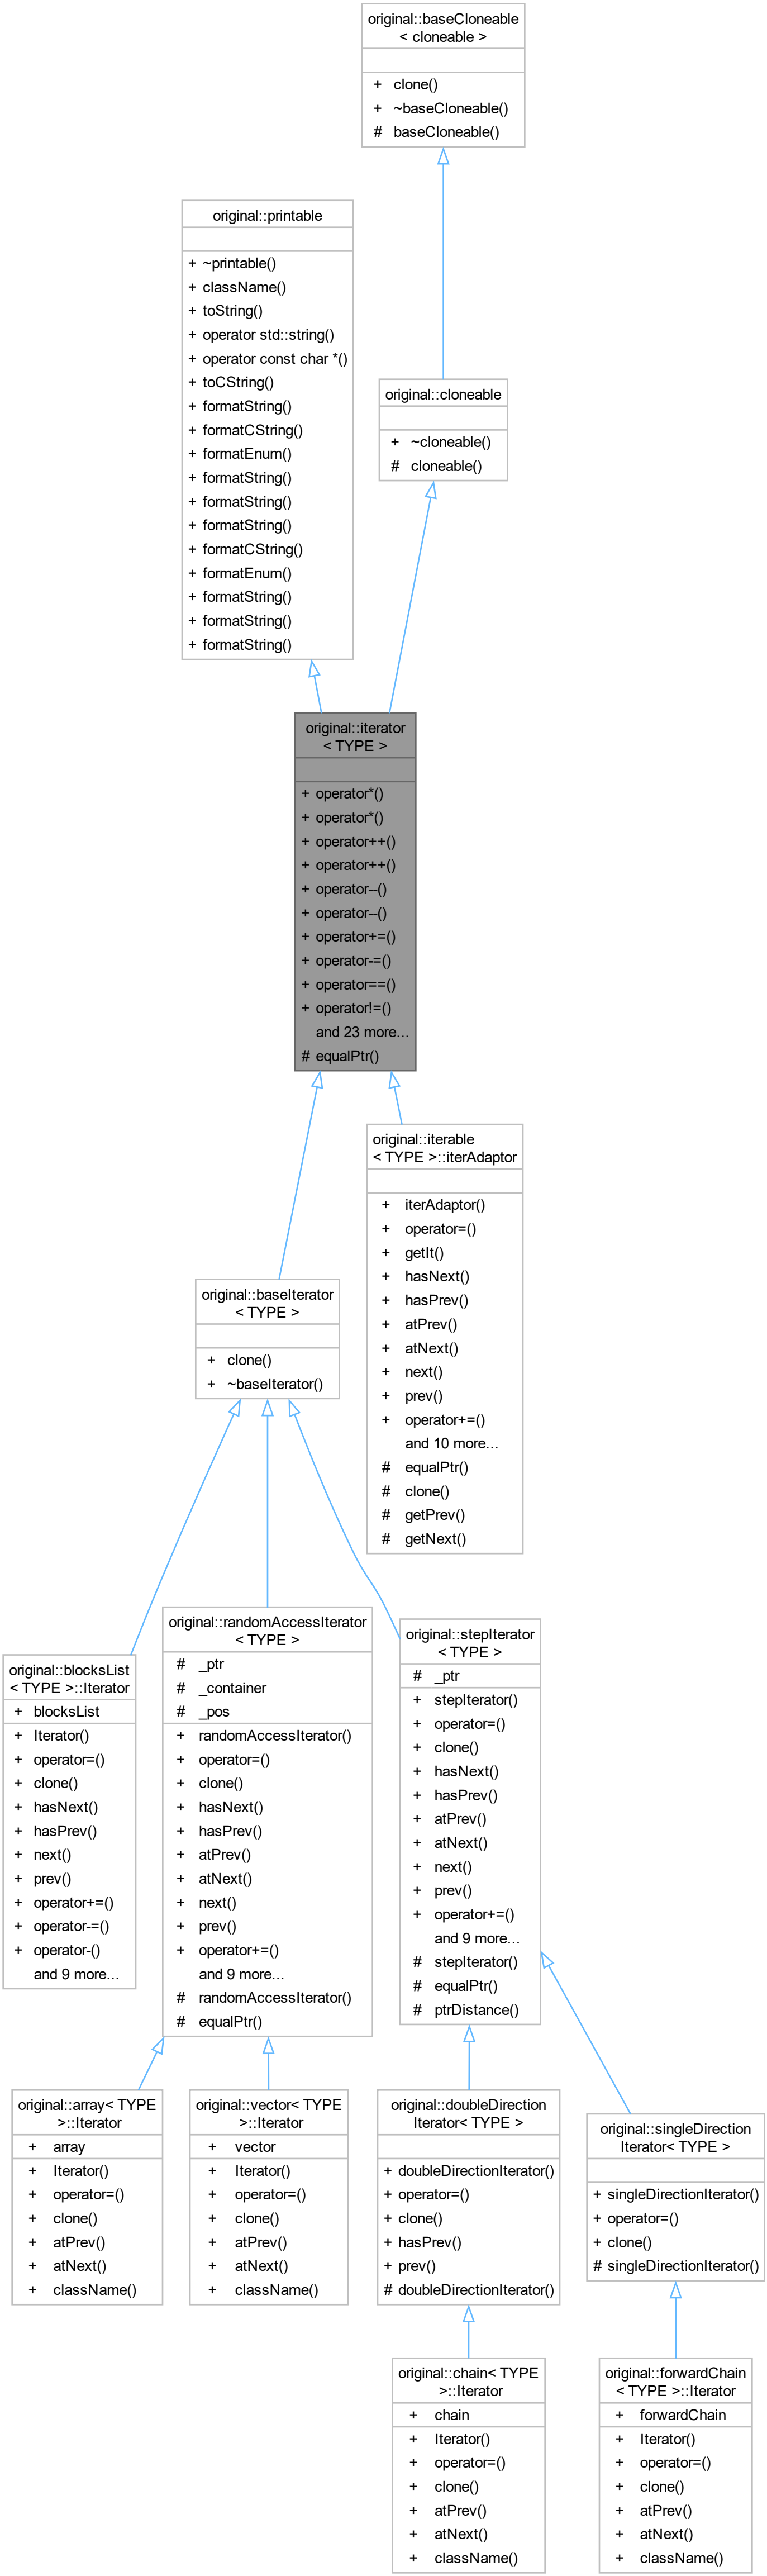 original::baseCloneable
< cloneable >
+ clone()
+ ~baseCloneable()
# baseCloneable()
original::printable
+ ~printable()
+ className()
+ toString()
+ operator std::string()
+ operator const char *()
+ toCString()
+ formatString()
+ formatCString()
+ formatEnum()
+ formatString()
+ formatString()
+ formatString()
+ formatCString()
+ formatEnum()
+ formatString()
+ formatString()
+ formatString()
original::cloneable
+ ~cloneable()
# cloneable()
original::iterator
< TYPE >
+ operator*()
+ operator*()
+ operator++()
+ operator++()
+ operator--()
+ operator--()
+ operator+=()
+ operator-=()
+ operator==()
+ operator!=()
and 23 more...
# equalPtr()
original::iterable
< TYPE >::iterAdaptor
+ iterAdaptor()
+ operator=()
+ getIt()
+ hasNext()
+ hasPrev()
+ atPrev()
+ atNext()
+ next()
+ prev()
+ operator+=()
and 10 more...
# equalPtr()
# clone()
# getPrev()
# getNext()
original::baseIterator
< TYPE >
+ clone()
+ ~baseIterator()
original::blocksList
< TYPE >::Iterator
+ blocksList
+ Iterator()
+ operator=()
+ clone()
+ hasNext()
+ hasPrev()
+ next()
+ prev()
+ operator+=()
+ operator-=()
+ operator-()
and 9 more...
original::randomAccessIterator
< TYPE >
# _ptr
# _container
# _pos
+ randomAccessIterator()
+ operator=()
+ clone()
+ hasNext()
+ hasPrev()
+ atPrev()
+ atNext()
+ next()
+ prev()
+ operator+=()
and 9 more...
# randomAccessIterator()
# equalPtr()
original::stepIterator
< TYPE >
# _ptr
+ stepIterator()
+ operator=()
+ clone()
+ hasNext()
+ hasPrev()
+ atPrev()
+ atNext()
+ next()
+ prev()
+ operator+=()
and 9 more...
# stepIterator()
# equalPtr()
# ptrDistance()
original::array< TYPE
>::Iterator
+ array
+ Iterator()
+ operator=()
+ clone()
+ atPrev()
+ atNext()
+ className()
original::vector< TYPE
>::Iterator
+ vector
+ Iterator()
+ operator=()
+ clone()
+ atPrev()
+ atNext()
+ className()
original::doubleDirection
Iterator< TYPE >
+ doubleDirectionIterator()
+ operator=()
+ clone()
+ hasPrev()
+ prev()
# doubleDirectionIterator()
original::singleDirection
Iterator< TYPE >
+ singleDirectionIterator()
+ operator=()
+ clone()
# singleDirectionIterator()
original::chain< TYPE
>::Iterator
+ chain
+ Iterator()
+ operator=()
+ clone()
+ atPrev()
+ atNext()
+ className()
original::forwardChain
< TYPE >::Iterator
+ forwardChain
+ Iterator()
+ operator=()
+ clone()
+ atPrev()
+ atNext()
+ className()